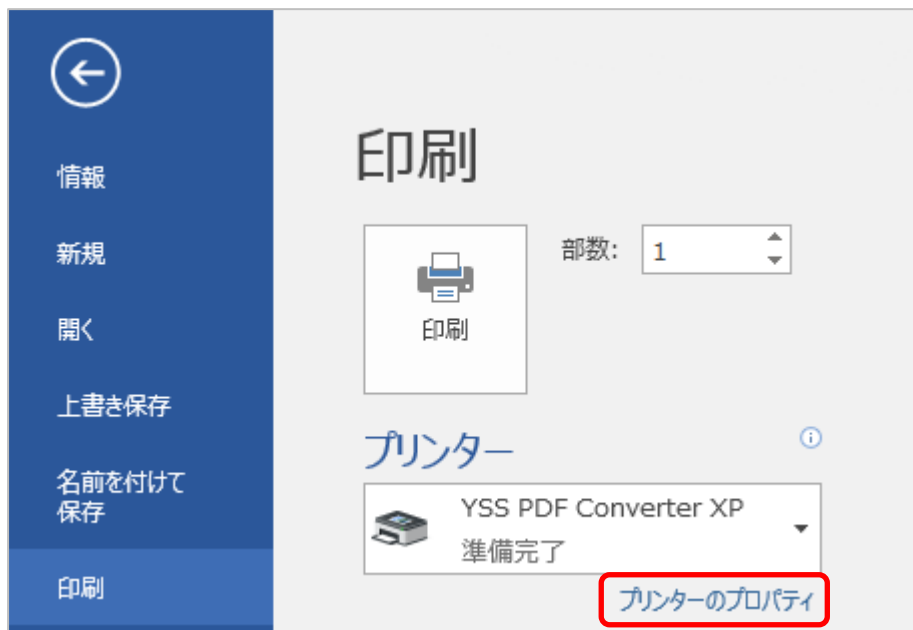 情報
新規
開く
上書き保存
名前を付けて
保存
印刷
印刷
部数: 1
印刷
プリンター
YSS PDF Converter XP
準備完了
プリンターのプロパティ